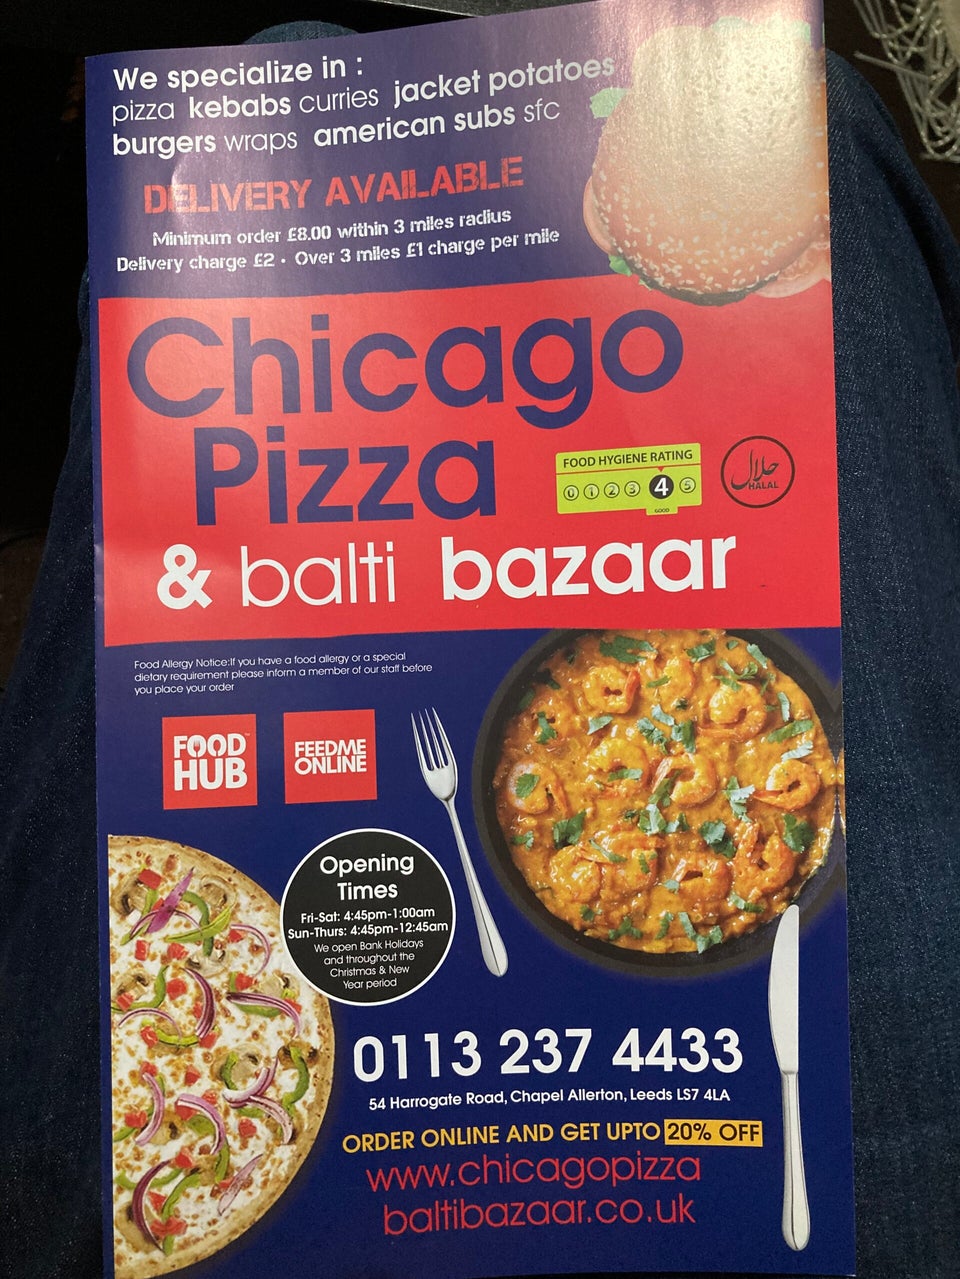 We specialize in :
pizza kebabs curries jacket potatoes
burgers wraps american subs sfc
DELIVERY AVAILABLE
Minimum order £8.00 within 3 miles radius
Delivery charge £2 • Over 3 miles £1 charge per mile
Chicago
Pizza
FOOD HYGIENE RATING
0 1 2 3 4 5
GOOD
حلال
HALAL
& balti bazaar
Food Allergy Notice:If you have a food allergy or a special
dietary requirement please inform a member of our staff before
you place your order
FOOD
HUB
FEEDME
ONLINE
Opening
Times
Fri-Sat: 4:45pm-1:00am
Sun-Thurs: 4:45pm-12:45am
We open Bank Holidays
and throughout the
Christmas & New
Year period
0113 237 4433
54 Harrogate Road, Chapel Allerton, Leeds LS7 4LA
ORDER ONLINE AND GET UPTO 20% OFF
www.chicagopizza
baltibazaar.co.uk